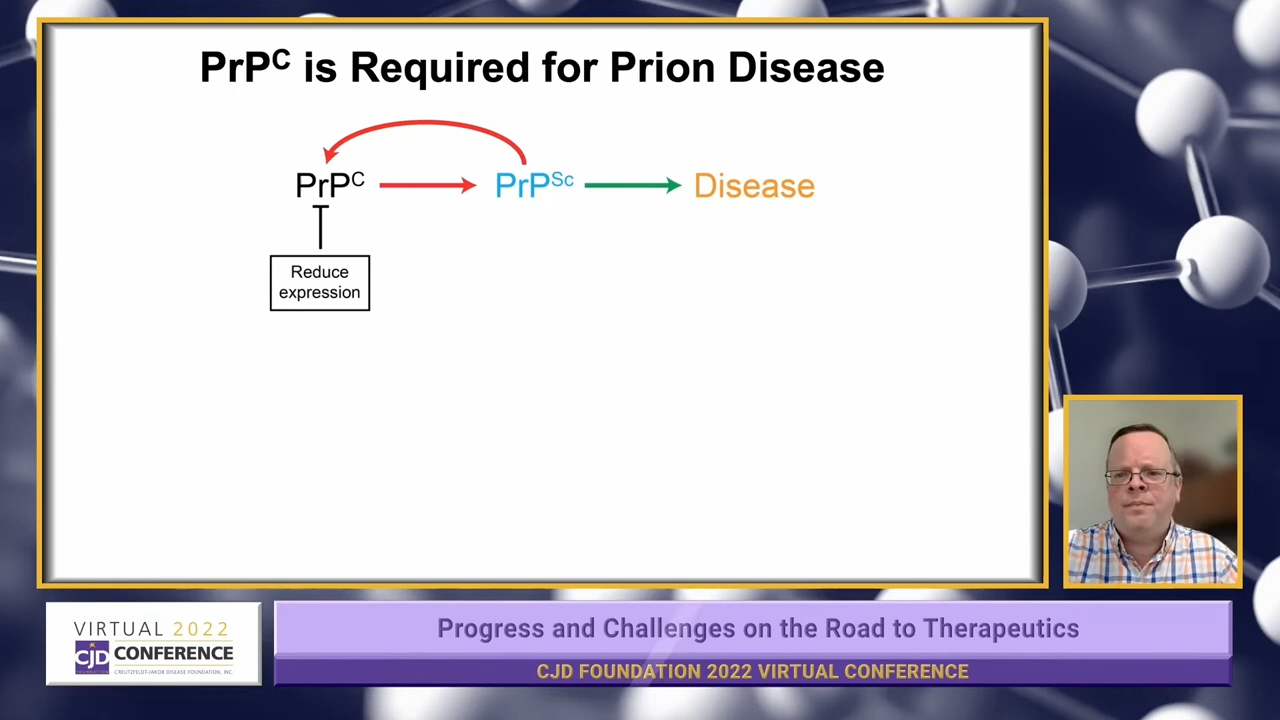 PrPC is Required for Prion Disease
PrPC PrPSc Disease
Reduce
expression
VIRTUAL 2022
CJD CONFERENCE
FOUNDATION CREUTZFELDT-JAKOB DISEASE FOUNDATION, INC.
Progress and Challenges on the Road to Therapeutics
CJD FOUNDATION 2022 VIRTUAL CONFERENCE